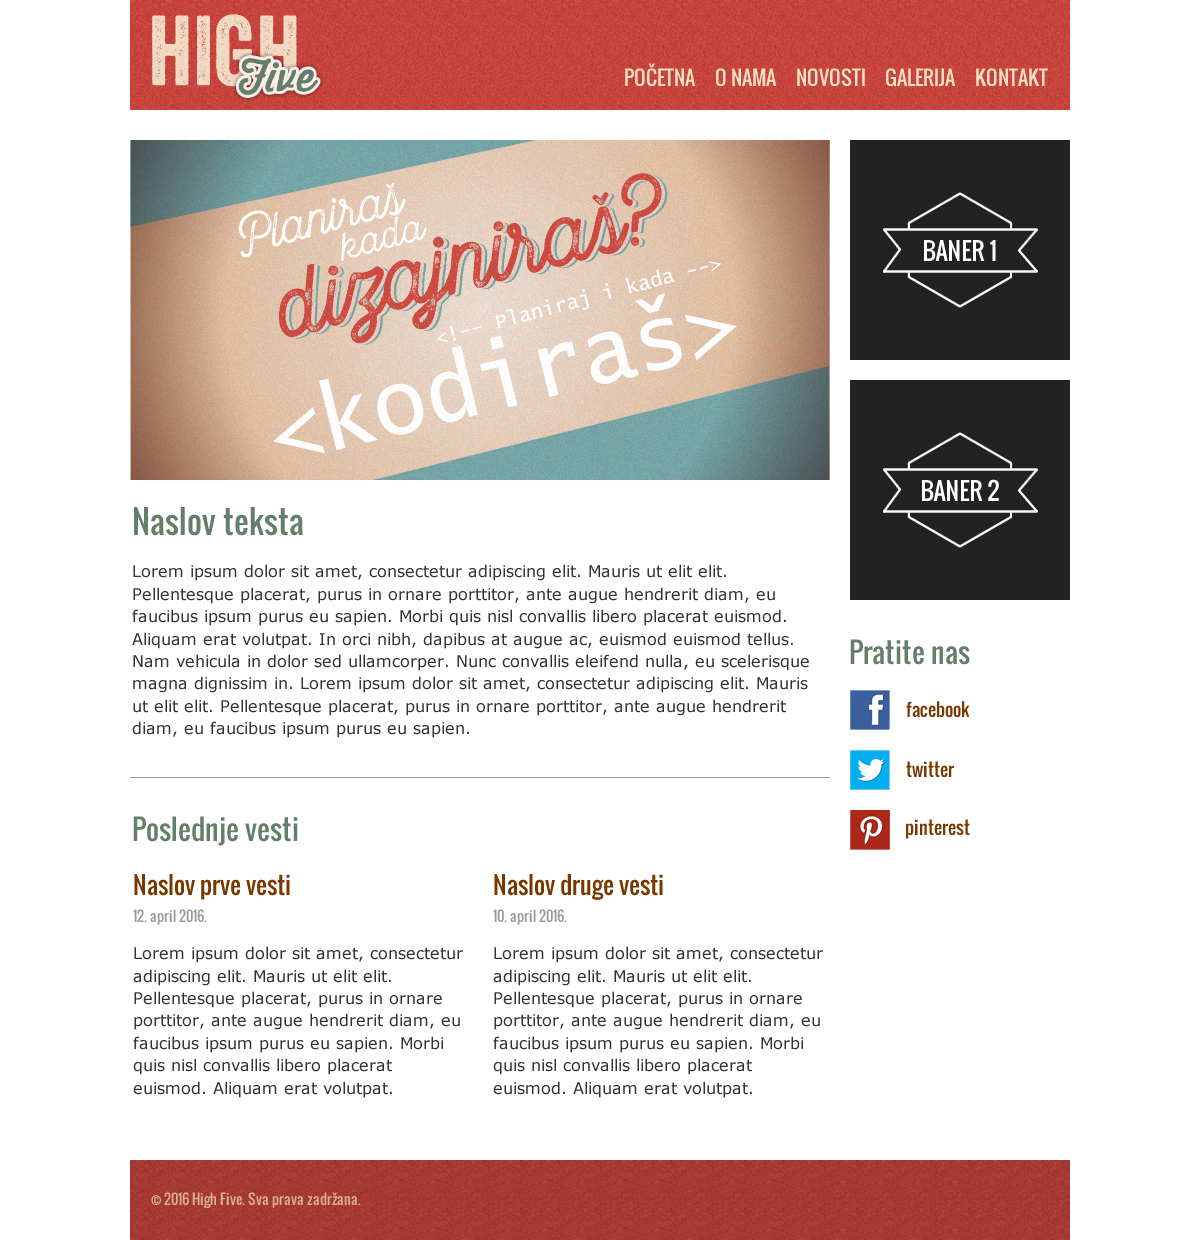 HIGH
Five
POČETNA O NAMA NOVOSTI GALERIJA KONTAKT
Planiraš
kada
dizajniraš?
<!-- Planiraj i kada -->
<kodiraš>
BANER 1
BANER 2
Naslov teksta
Lorem ipsum dolor sit amet, consectetur adipiscing elit. Mauris ut elit elit.
Pellentesque placerat, purus in ornare porttitor, ante augue hendrerit diam, eu
faucibus ipsum purus eu sapien. Morbi quis nisl convallis libero placerat euismod.
Aliquam erat volutpat. In orci nibh, dapibus at augue ac, euismod euismod tellus.
Nam vehicula in dolor sed ullamcorper. Nunc convallis eleifend nulla, eu scelerisque
magna dignissim in. Lorem ipsum dolor sit amet, consectetur adipiscing elit. Mauris
ut elit elit. Pellentesque placerat, purus in ornare porttitor, ante augue hendrerit
diam, eu faucibus ipsum purus eu sapien.
Pratite nas
facebook
twitter
pinterest
Poslednje vesti
Naslov prve vesti
12. april 2016.
Lorem ipsum dolor sit amet, consectetur
adipiscing elit. Mauris ut elit elit.
Pellentesque placerat, purus in ornare
porttitor, ante augue hendrerit diam, eu
faucibus ipsum purus eu sapien. Morbi
quis nisl convallis libero placerat
euismod. Aliquam erat volutpat.
Naslov druge vesti
10. april 2016.
Lorem ipsum dolor sit amet, consectetur
adipiscing elit. Mauris ut elit elit.
Pellentesque placerat, purus in ornare
porttitor, ante augue hendrerit diam, eu
faucibus ipsum purus eu sapien. Morbi
quis nisl convallis libero placerat
euismod. Aliquam erat volutpat.
© 2016 High Five. Sva prava zadržana.